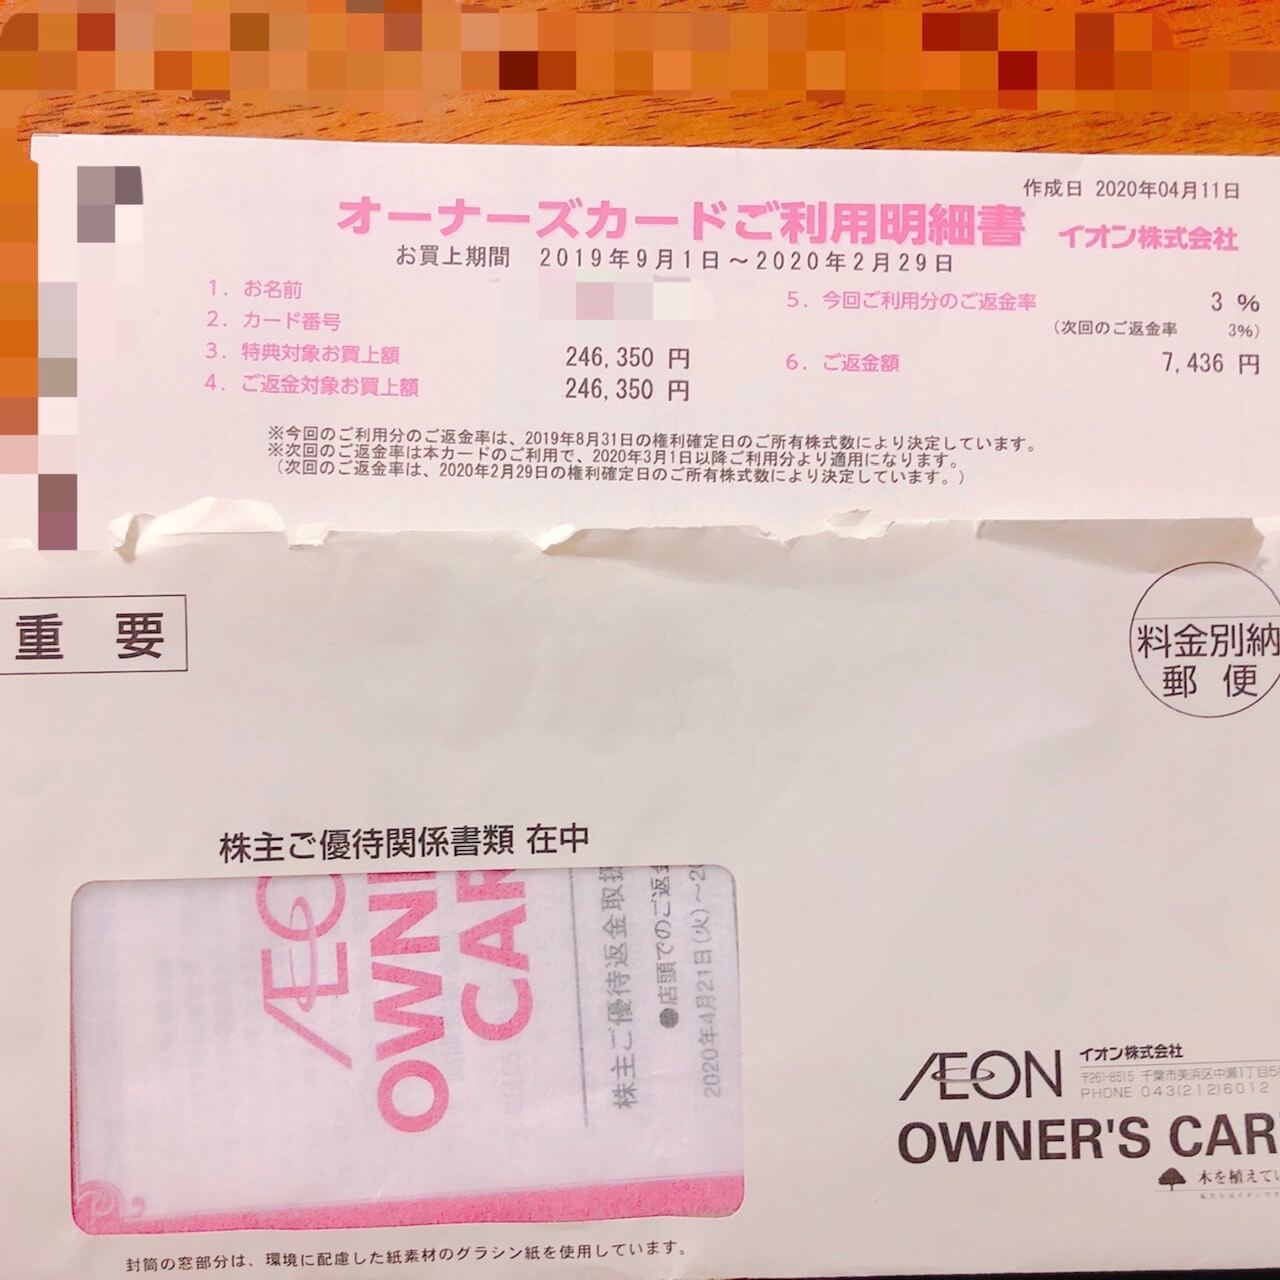 作成日 2020年04月11日
オーナーズカードご利用明細書
イオン株式会社
お買上期間 2019年9月1日～2020年2月29日
1. お名前
2. カード番号
3. 特典対象お買上額 246,350 円
4. ご返金対象お買上額 246,350 円
5. 今回ご利用分のご返金率 3 %
(次回のご返金率 3%)
6. ご返金額 7,436 円
※今回のご利用分のご返金率は、2019年8月31日の権利確定日のご所有株式数により決定しています。
※次回のご返金率は本カードのご利用で、2020年3月1日以降ご利用分より適用になります。
(次回のご返金率は、2020年2月29日の権利確定日のご所有株式数により決定しています。)
重 要
料金別納
郵 便
株主ご優待関係書類 在中
ÆO
OWN
CAR
株主ご優待返金取扱
●店頭でのご返金
2020年4月21日(火)～20
封筒の窓部分は、環境に配慮した紙素材のグラシン紙を使用しています。
ÆON イオン株式会社
〒261-8515 千葉市美浜区中瀬1丁目5
PHONE 043(212)6012
OWNER'S CAR
木を植えてい